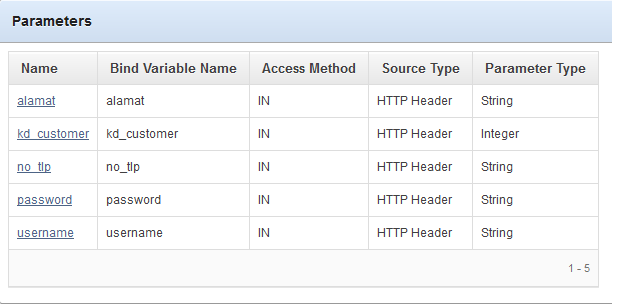 Parameters
Name Bind Variable Name Access Method Source Type Parameter Type
alamat alamat IN HTTP Header String
kd_customer kd_customer IN HTTP Header Integer
no_tlp no_tlp IN HTTP Header String
password password IN HTTP Header String
username username IN HTTP Header String
1 - 5